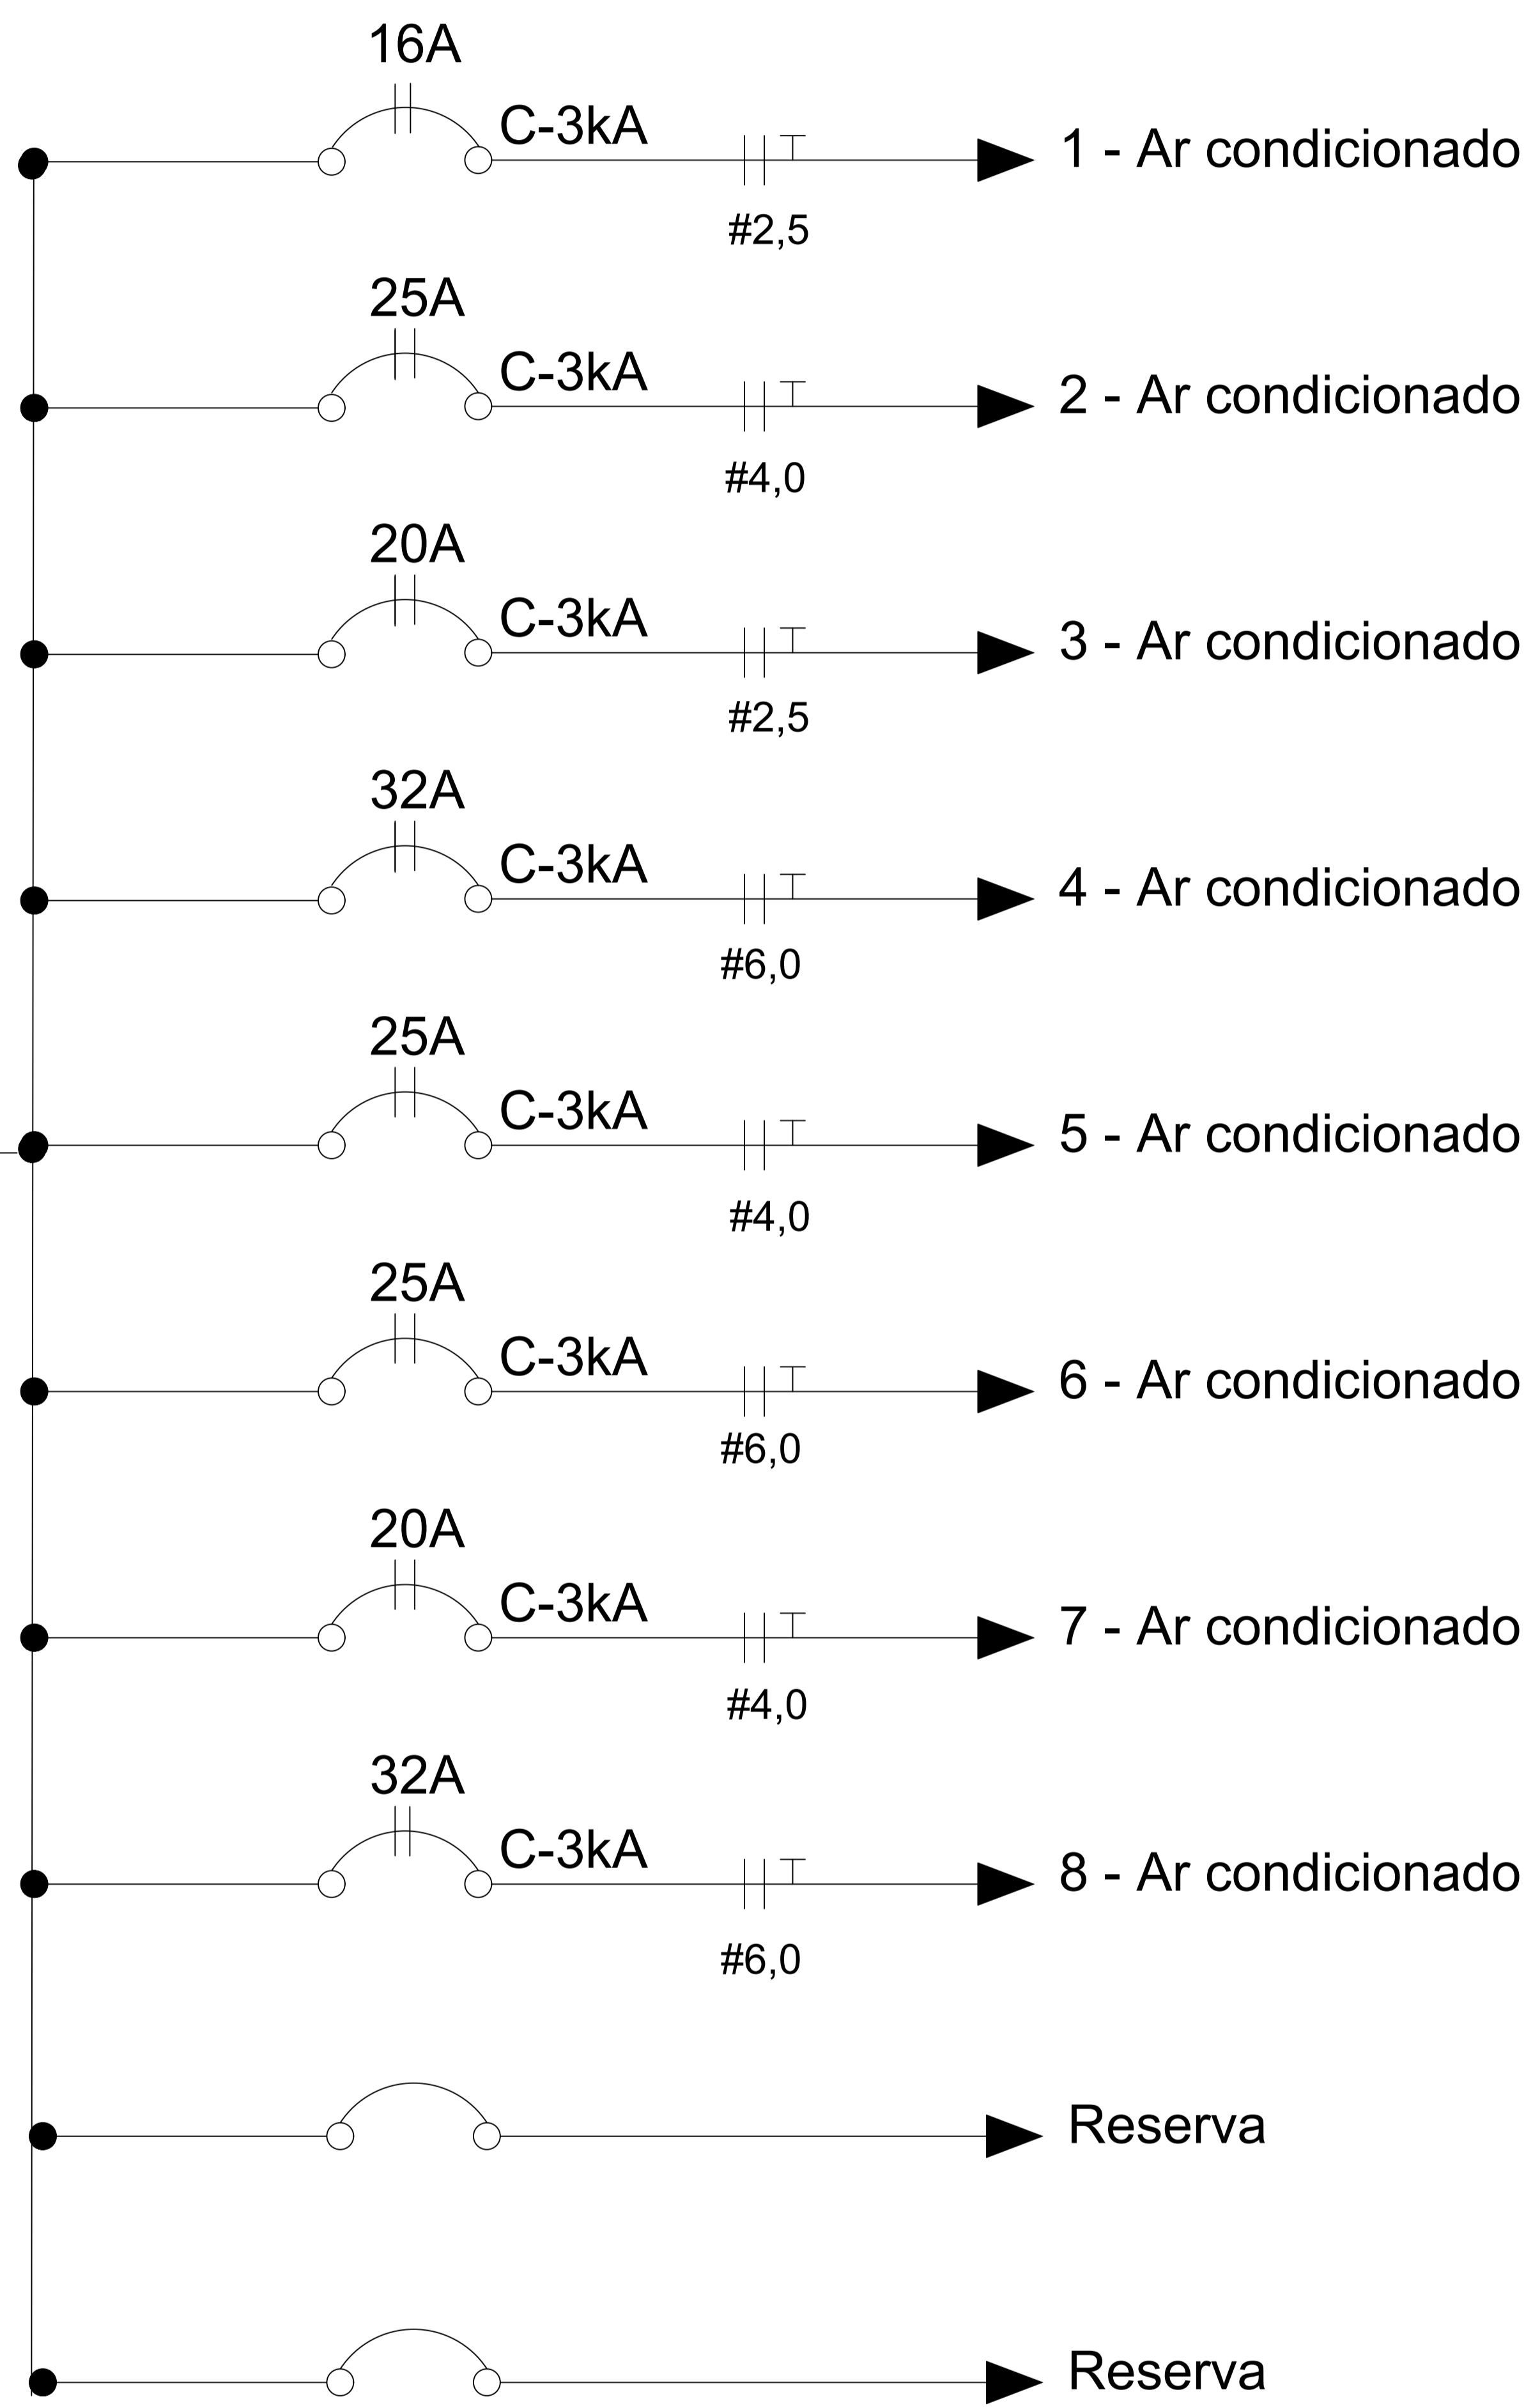 16A
C-3kA
1 - Ar condicionado
#2,5
25A
C-3kA
2 - Ar condicionado
#4,0
20A
C-3kA
3 - Ar condicionado
#2,5
32A
C-3kA
4 - Ar condicionado
#6,0
25A
C-3kA
5 - Ar condicionado
#4,0
25A
C-3kA
6 - Ar condicionado
#6,0
20A
C-3kA
7 - Ar condicionado
#4,0
32A
C-3kA
8 - Ar condicionado
#6,0
Reserva
Reserva